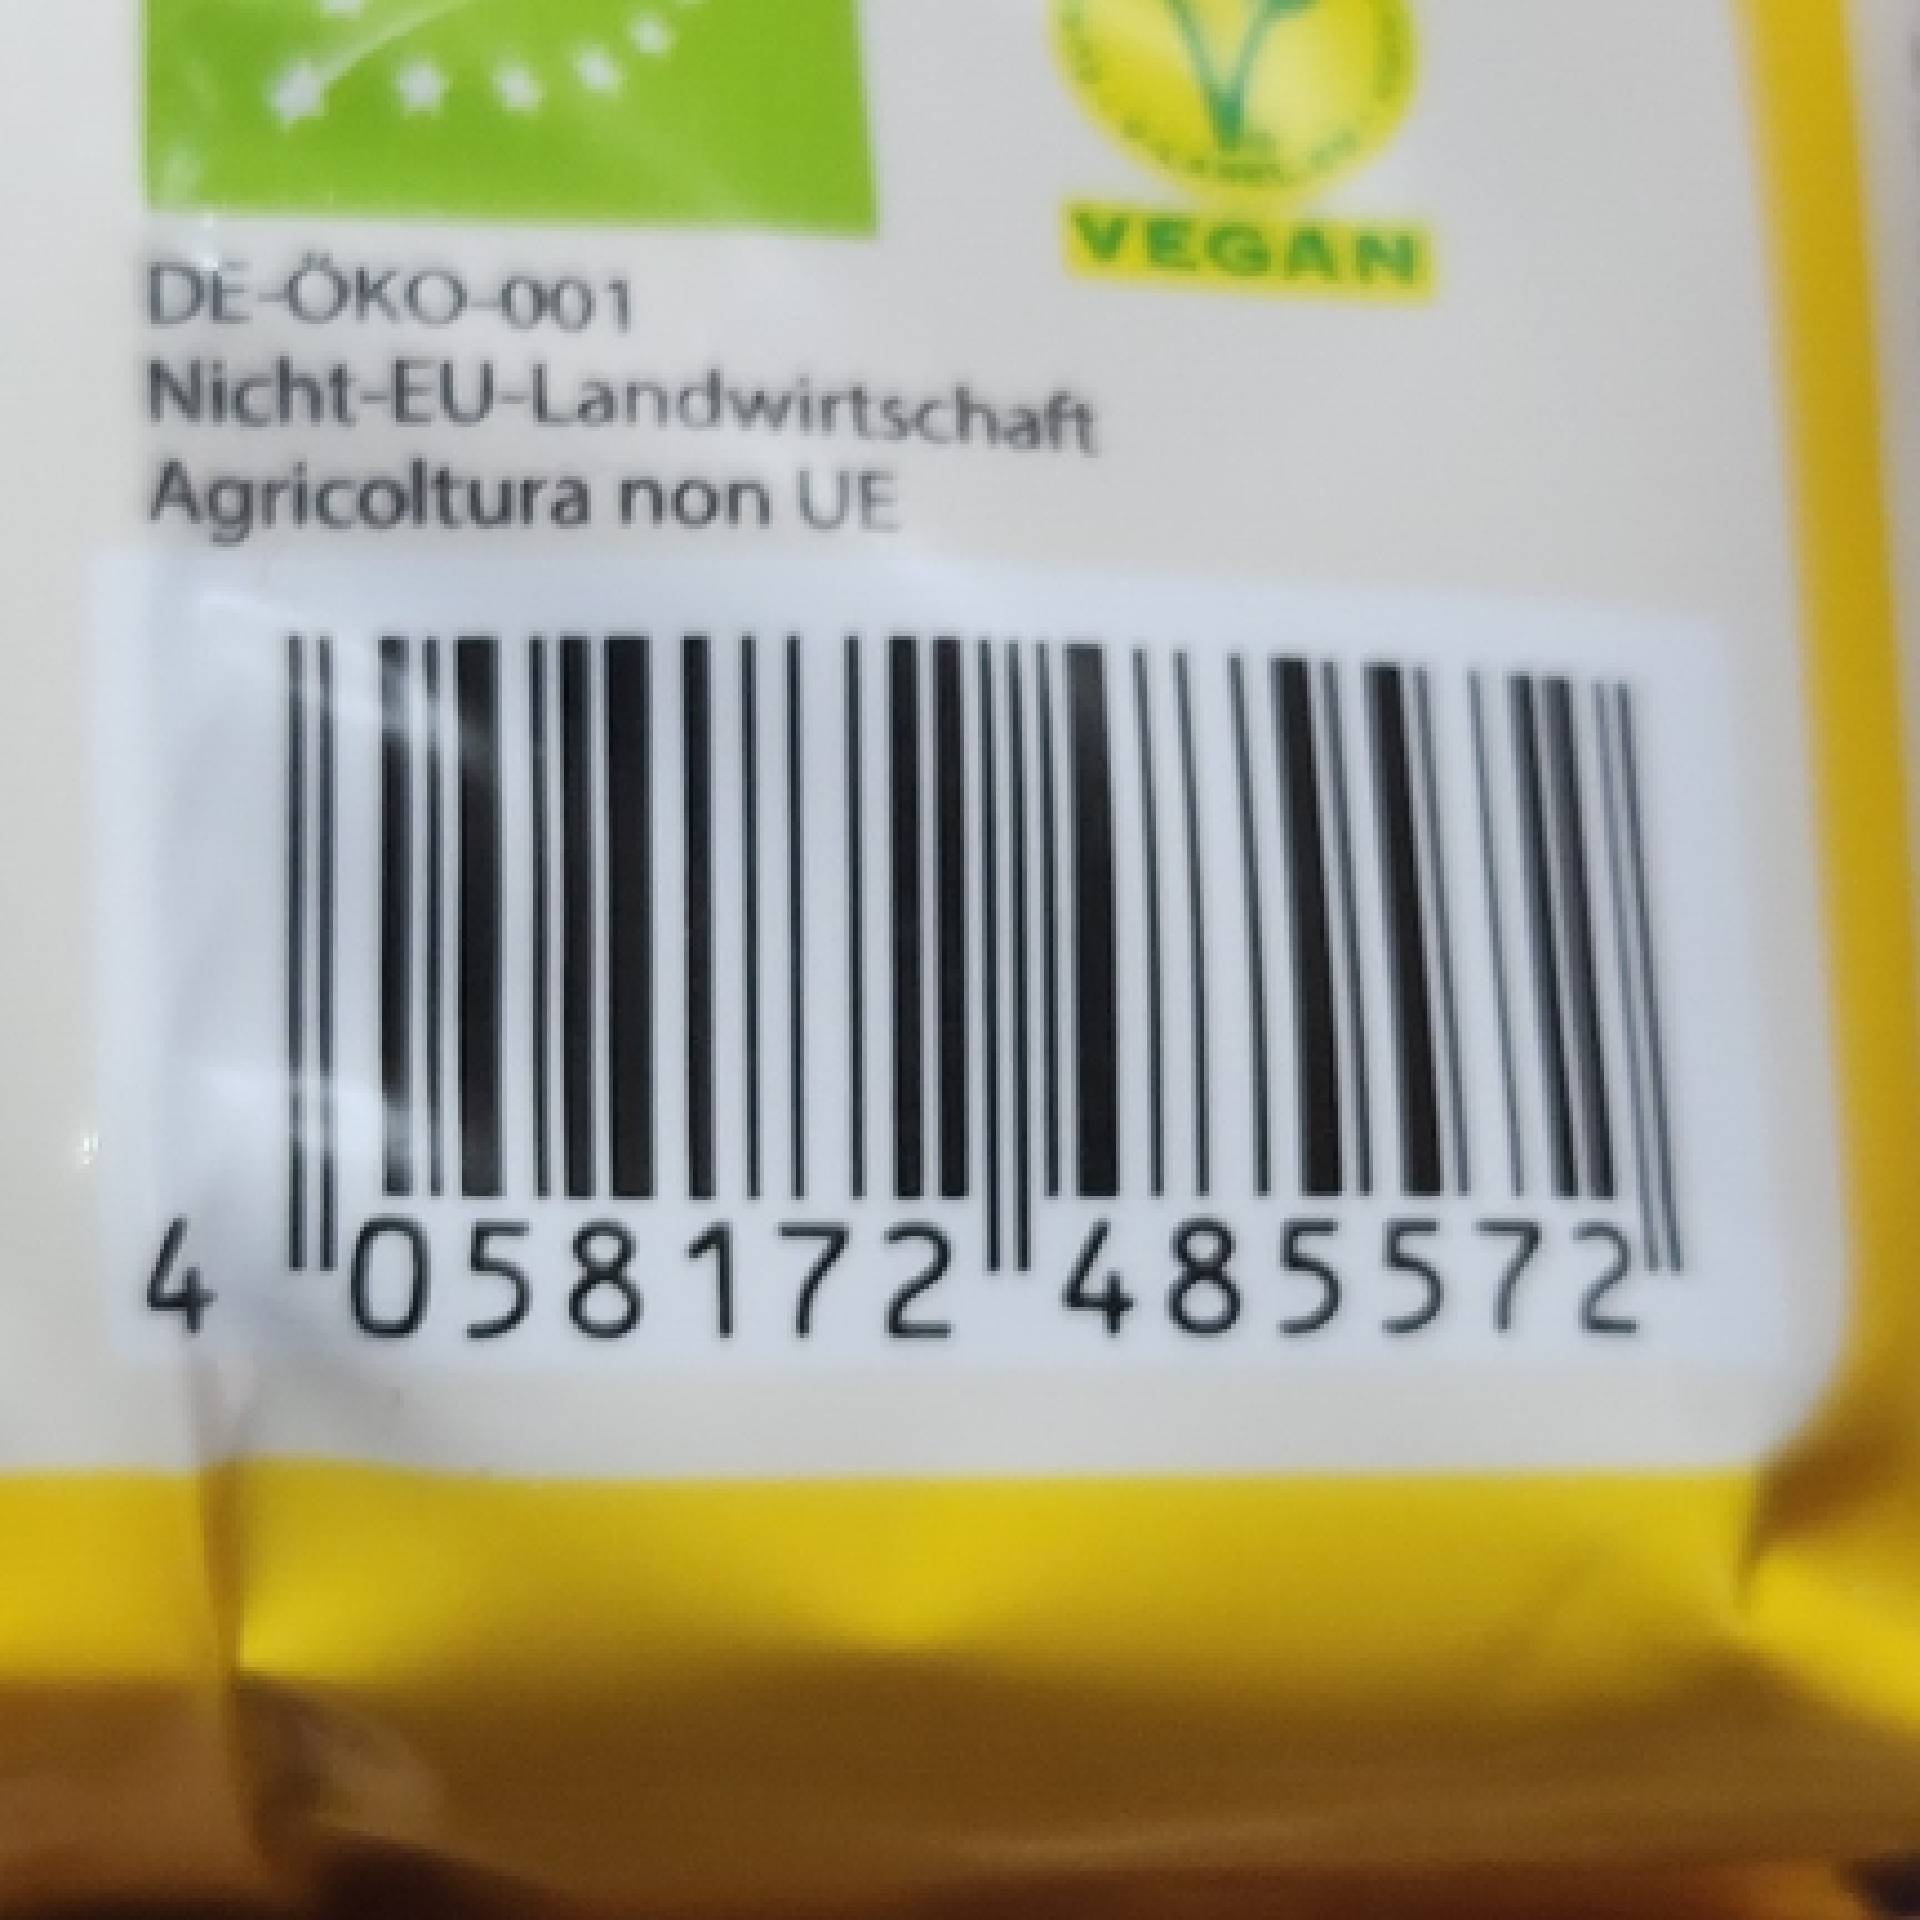 VEGAN
DE-ÖKO-001
Nicht-EU-Landwirtschaft
Agricoltura non UE
4 058172 485572